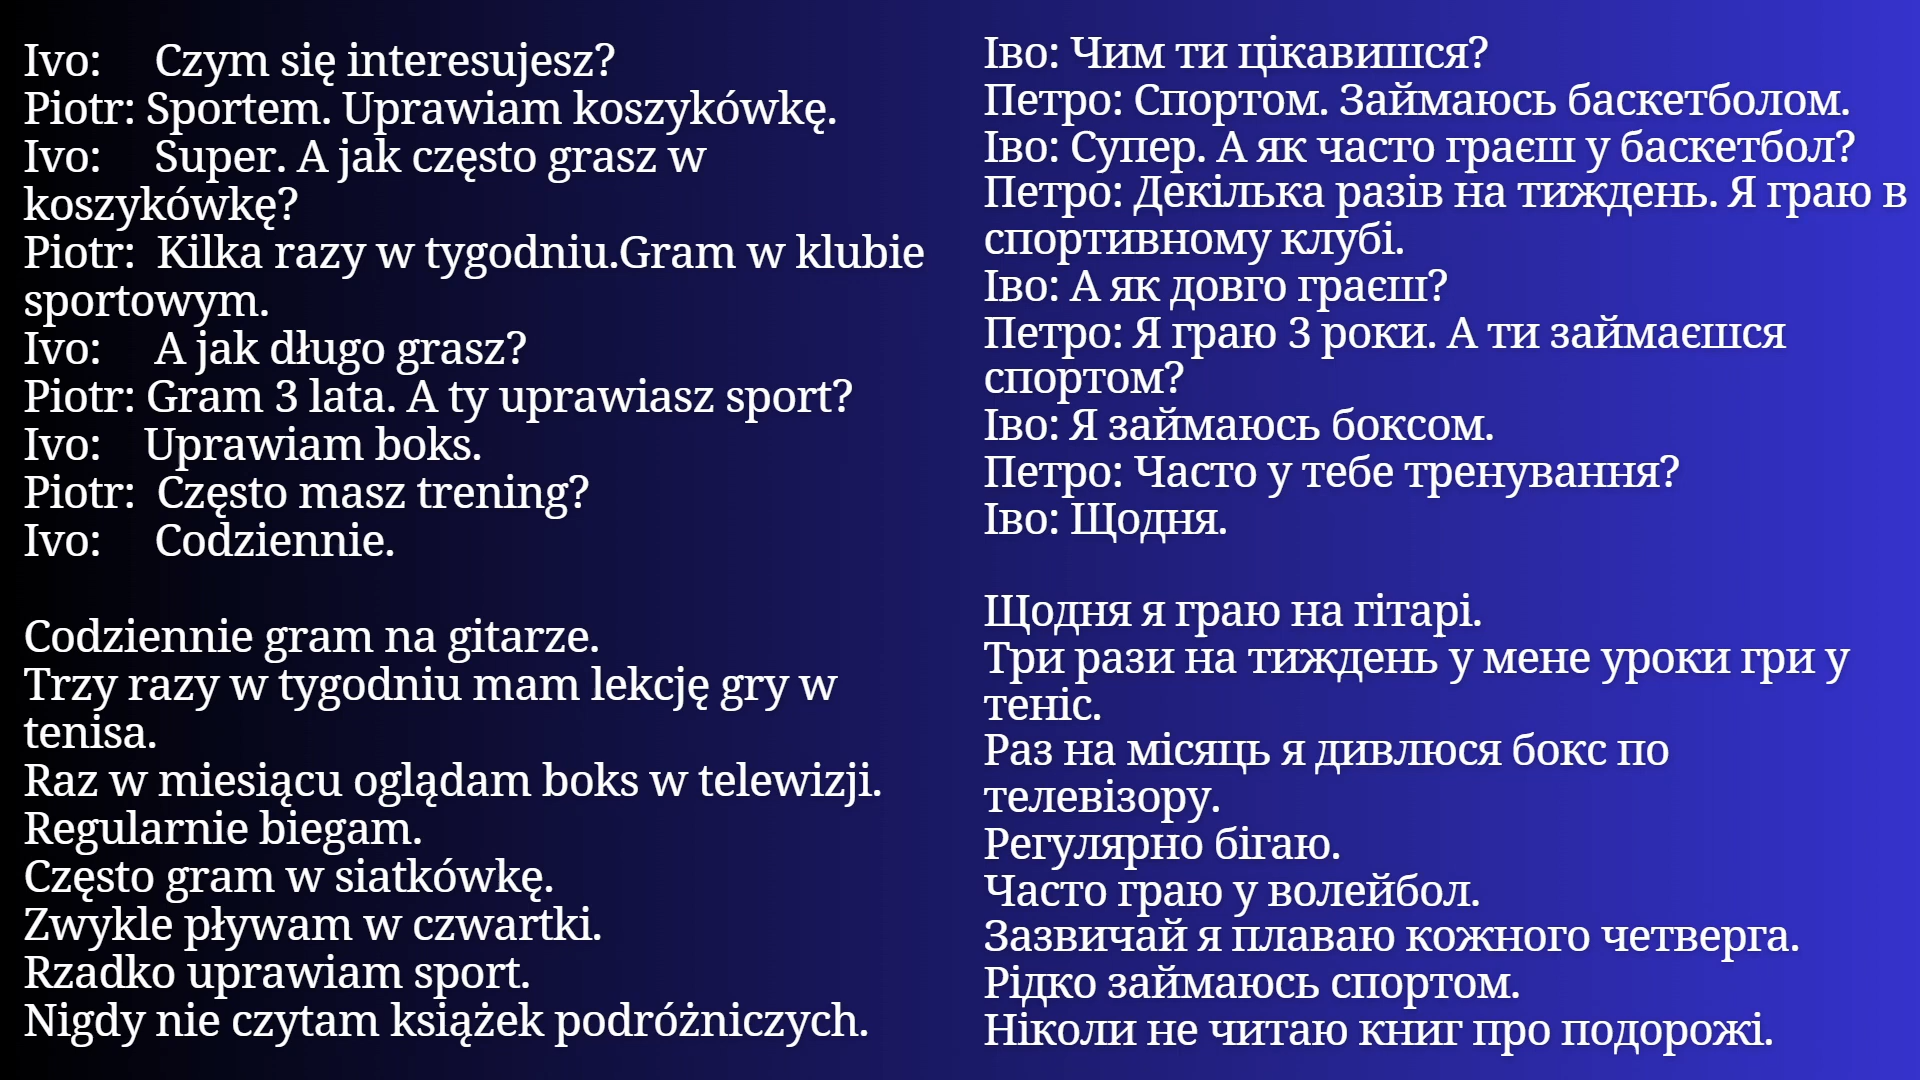 Ivo: Czym się interesujesz?
Piotr: Sportem. Uprawiam koszykówkę.
Ivo: Super. A jak często grasz w
koszykówkę?
Piotr: Kilka razy w tygodniu.Gram w klubie
sportowym.
Ivo: A jak długo grasz?
Piotr: Gram 3 lata. A ty uprawiasz sport?
Ivo: Uprawiam boks.
Piotr: Często masz trening?
Ivo: Codziennie.
Codziennie gram na gitarze.
Trzy razy w tygodniu mam lekcję gry w
tenisa.
Raz w miesiącu oglądam boks w telewizji.
Regularnie biegam.
Często gram w siatkówkę.
Zwykle pływam w czwartki.
Rzadko uprawiam sport.
Nigdy nie czytam książek podróżniczych.
Іво: Чим ти цікавишся?
Петро: Спортом. Займаюсь баскетболом.
Іво: Супер. А як часто граєш у баскетбол?
Петро: Декілька разів на тиждень. Я граю в
спортивному клубі.
Іво: А як довго граєш?
Петро: Я граю 3 роки. А ти займаєшся
спортом?
Іво: Я займаюсь боксом.
Петро: Часто у тебе тренування?
Іво: Щодня.
Щодня я граю на гітарі.
Три рази на тиждень у мене уроки гри у
теніс.
Раз на місяць я дивлюся бокс по
телевізору.
Регулярно бігаю.
Часто граю у волейбол.
Зазвичай я плаваю кожного четверга.
Рідко займаюсь спортом.
Ніколи не читаю книг про подорожі.